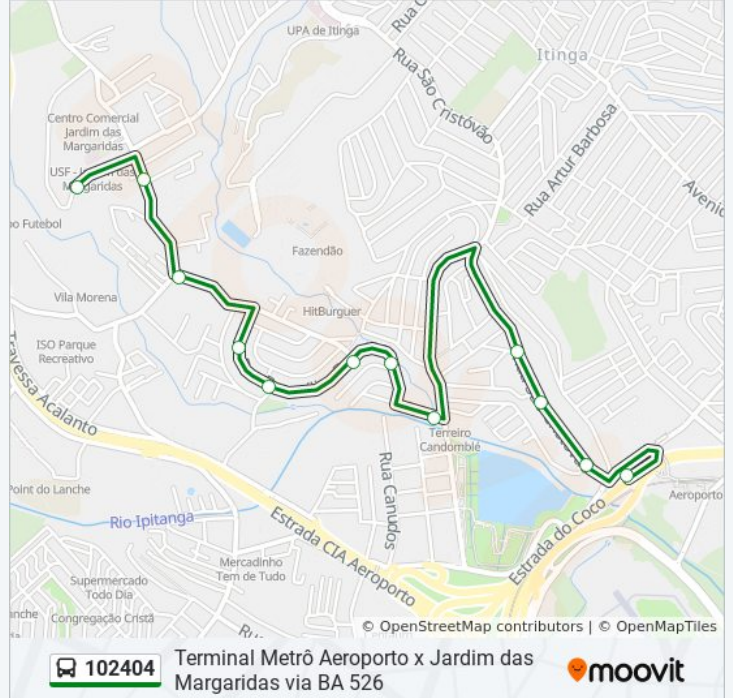 UPA de Itinga
Rua São Cristóvão
Itinga
Rua Artur Barbosa
Centro Comercial
Jardim das
Margaridas
USF -
Margaridas
Futebol
Fazendão
Vila Morena
HitBurguer
ISO Parque
Recreativo
Travessa Acalanto
Terreiro
Candomblé
Rua Canudos
Point do Lanche
Rio Ipitanga
Estrada CIA Aeroporto
Estrada do Coco
Aeroporto
Mercadinho
Tem de Tudo
Supermercado
Todo Dia
Congregação Cristã
© OpenStreetMap contributors | © OpenMapTiles
102404
Terminal Metrô Aeroporto x Jardim das
Margaridas via BA 526
moovit